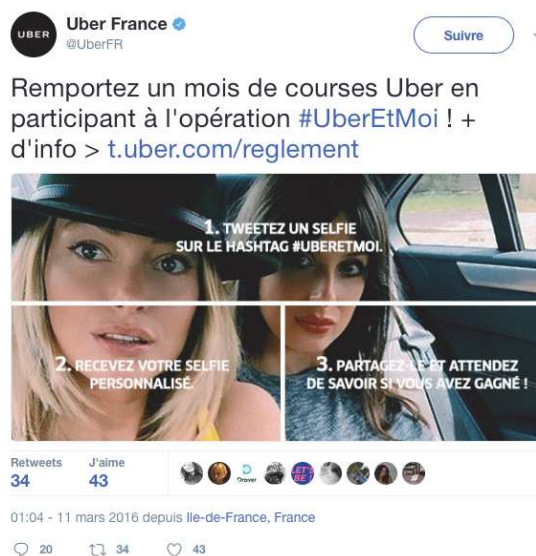 UBER
Uber France
@UberFR
Suivre
Remportez un mois de courses Uber en
participant à l'opération #UberEtMoi ! +
d'info > t.uber.com/reglement
1. TWEETEZ UN SELFIE
SUR LE HASHTAG #UBERETMOI.
2. RECEVEZ VOTRE SELFIE
PERSONNALISÉ.
3. PARTAGEZ-LE ET ATTENDEZ
DE SAVOIR SI VOUS AVEZ GAGNÉ !
Retweets J'aime
34 43
Drover
LET'S
BE
01:04 - 11 mars 2016 depuis Ile-de-France, France
20 34 43